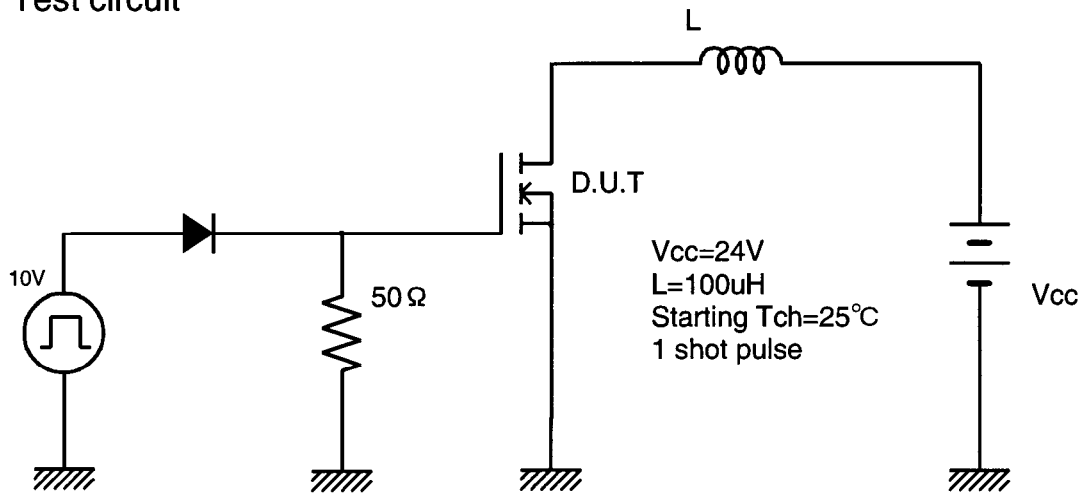 Test circuit
L
D.U.T
10V
50Ω
Vcc=24V
L=100uH
Starting Tch=25℃
1 shot pulse
Vcc